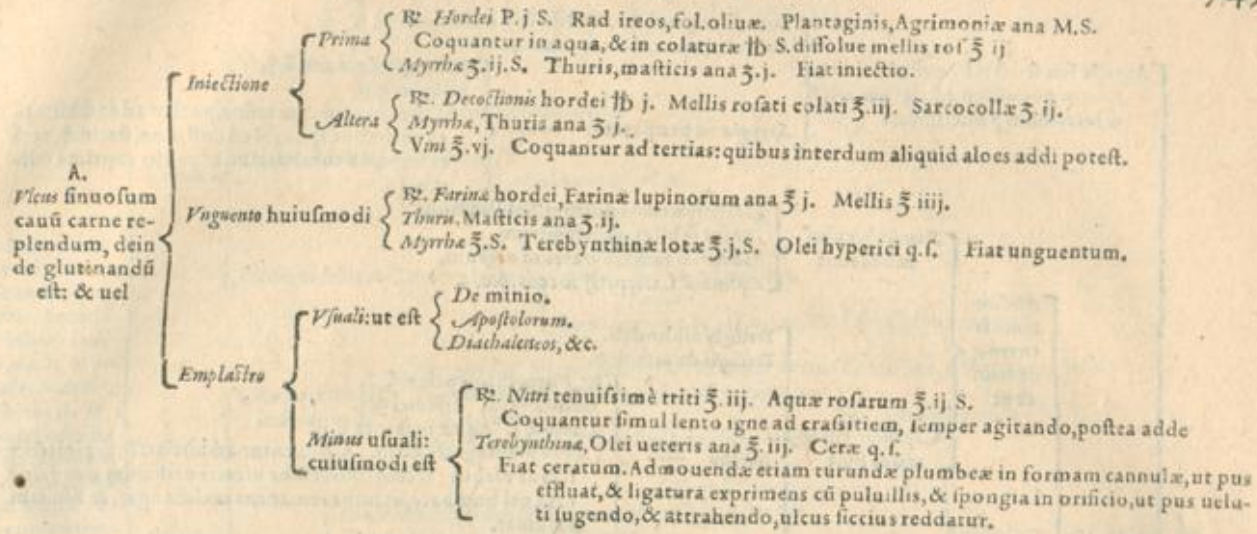 ℞. Hordei P. j S. Rad ireos, fol. oliuæ. Plantaginis, Agrimoniæ ana M.S.
Prima
Coquantur in aqua, & in colaturæ ℔ S. dissolue mellis ros ℥ ij
Myrrhæ ʒ.ij.S. Thuris, masticis ana ʒ.j. Fiat iniectio.
Iniectione
℞. Decoctionis hordei ℔ j. Mellis rosati colati ℥.iij. Sarcocollæ ʒ ij.
Altera
Myrrhæ, Thuris ana ʒ j.
Vini ℥.vj. Coquantur ad tertias: quibus interdum aliquid aloes addi potest.
A.
Vlcus sinuosum
cauũ carne re-
plendum, dein
de glutinandũ
est: & uel
℞. Farinæ hordei, Farinæ lupinorum ana ℥ j. Mellis ℥ iiij.
Vnguento huiusmodi
Thuris, Masticis ana ʒ.ij.
Myrrhæ ℥.S. Terebynthinæ lotæ ℥.j.S. Olei hyperici q.s. Fiat unguentum.
De minio.
Vsuali: ut est
Apostolorum.
Diachalciteos, &c.
Emplastro
℞. Nitri tenuissimè triti ℥.iij. Aquæ rosarum ℥.ij S.
Coquantur simul lento igne ad crassitiem, semper agitando, postea adde
Minus usuali:
Terebynthinæ, Olei ueteris ana ℥.iij. Ceræ q.s.
cuiusmodi est
Fiat ceratum. Admouendæ etiam turundæ plumbeæ in formam cannulæ, ut pus
effluat, & ligatura exprimens cũ puluillis, & spongia in orificio, ut pus uelu-
ti sugendo, & attrahendo, ulcus siccius reddatur.